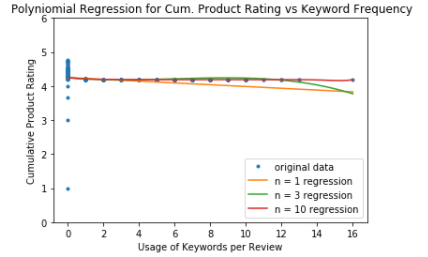 Polyniomial Regression for Cum. Product Rating vs Keyword Frequency
6
5
4
3
2
1
0
Cumulative Product Rating
original data
n = 1 regression
n = 3 regression
n = 10 regression
0 2 4 6 8 10 12 14 16
Usage of Keywords per Review